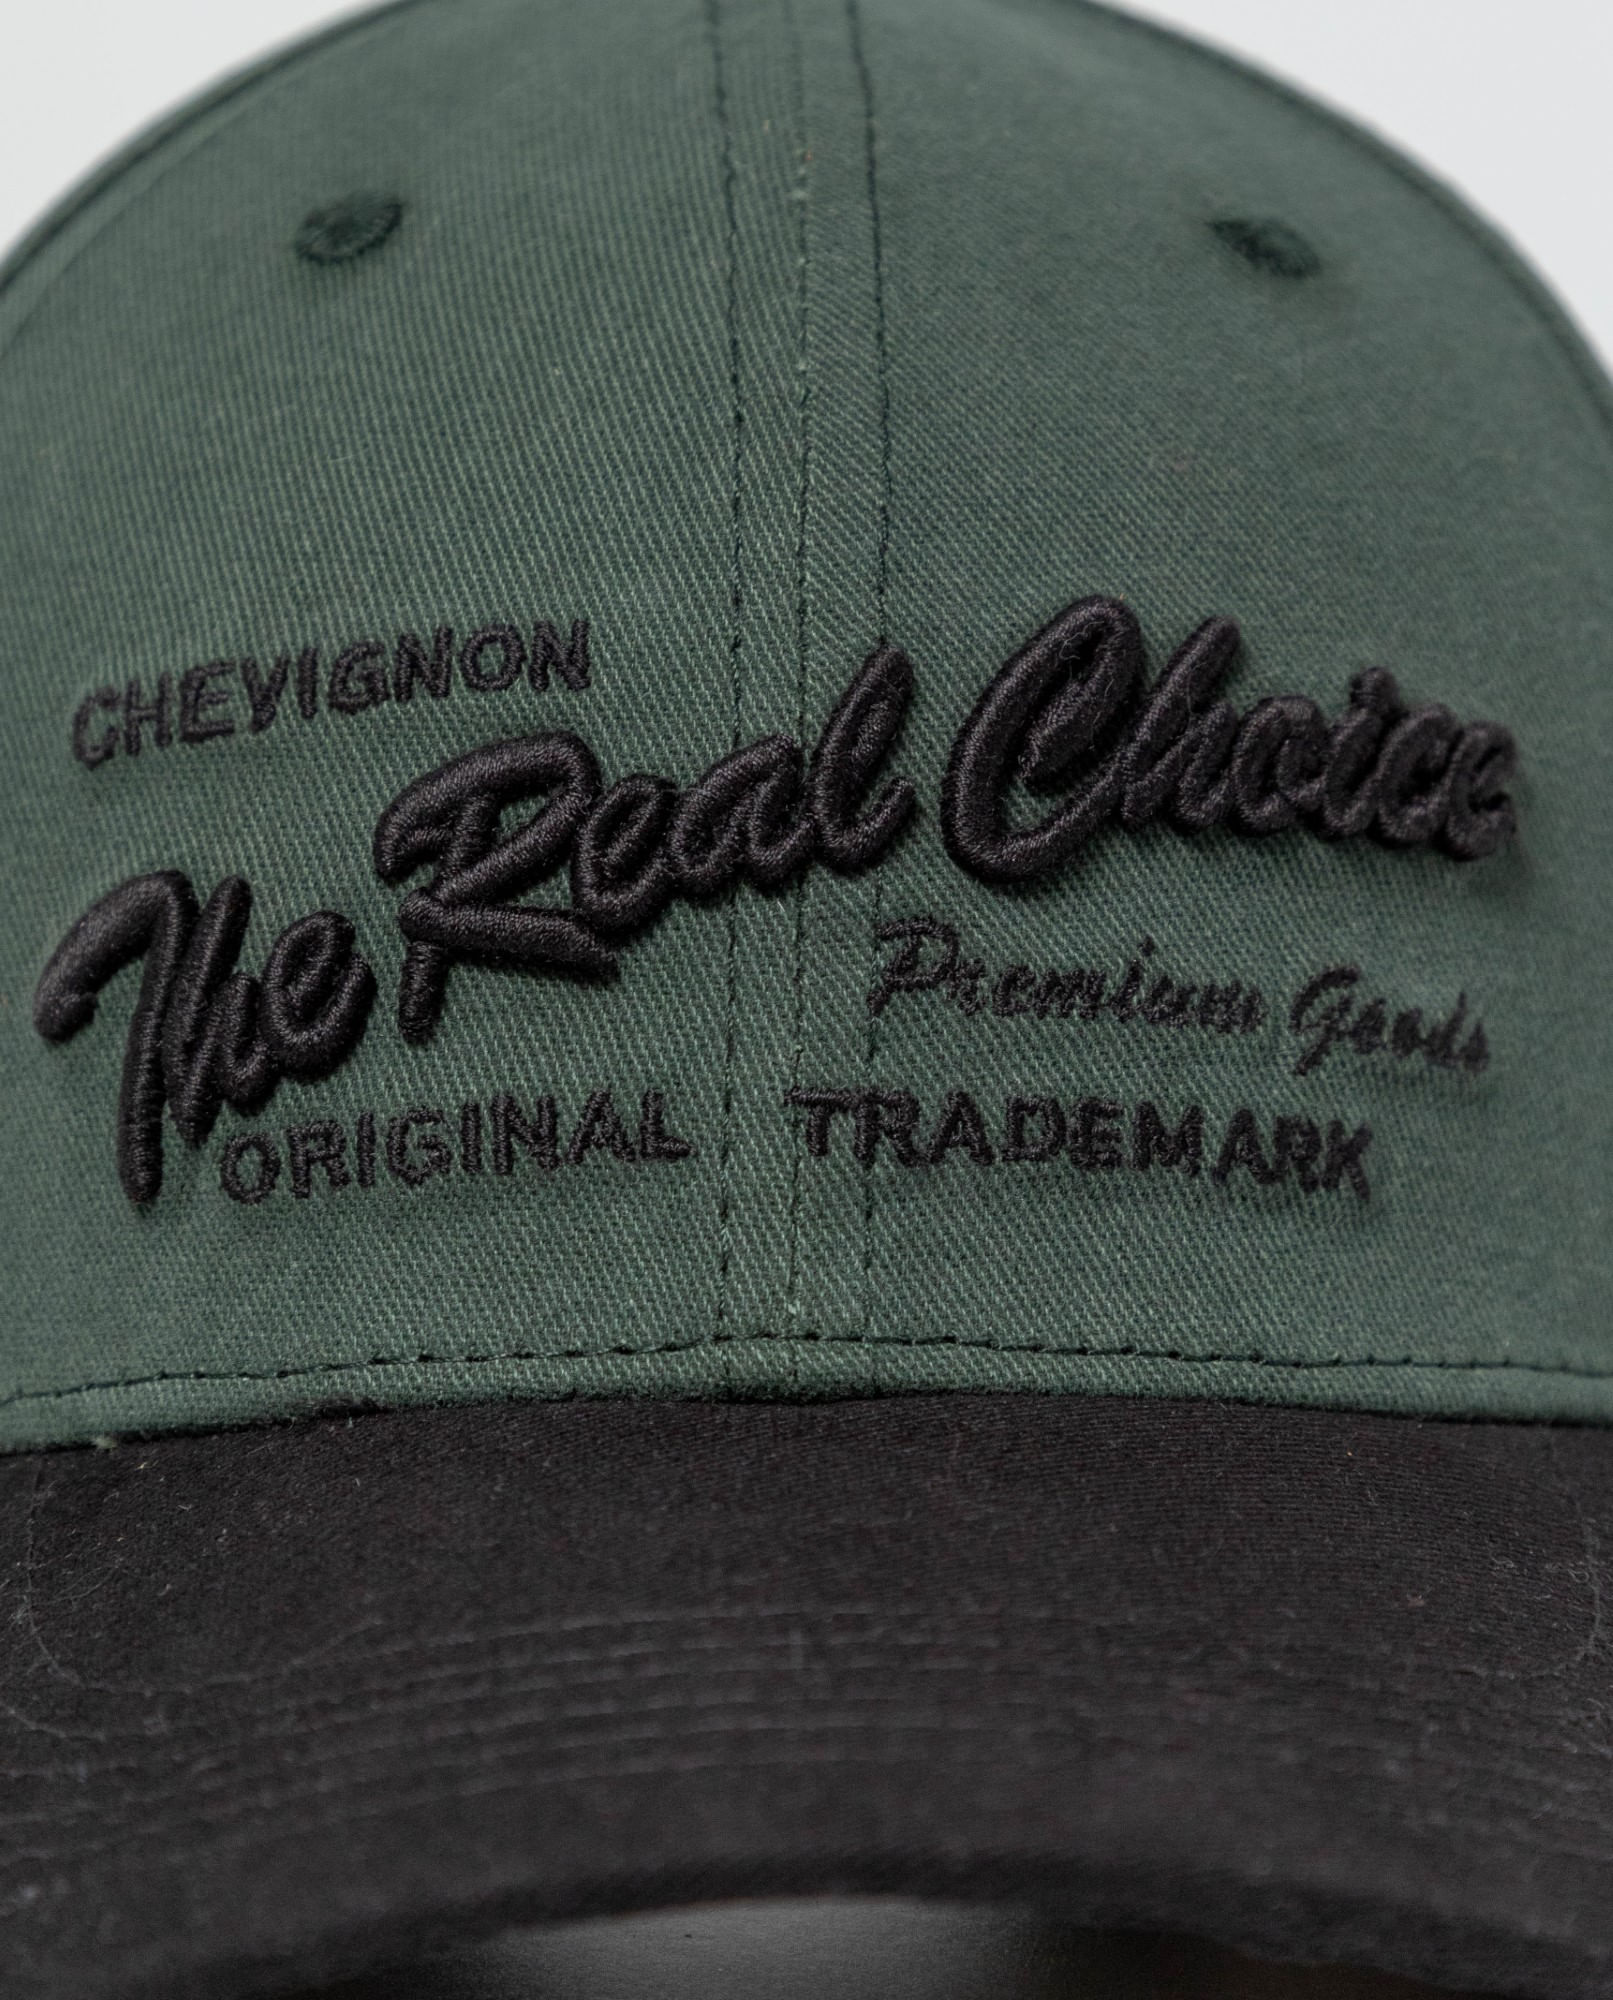 CHEVIGNON
The Real Choice
Premium Goods
ORIGINAL TRADEMARK